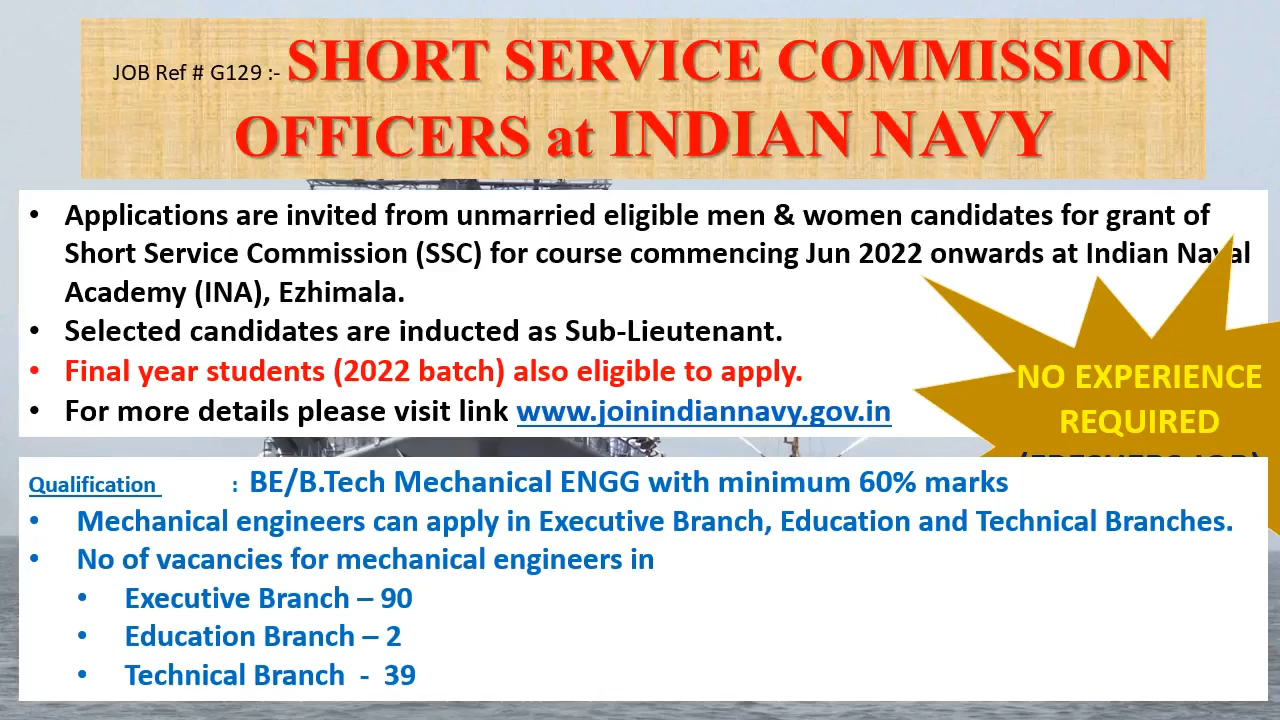 JOB Ref # G129 :- SHORT SERVICE COMMISSION
OFFICERS at INDIAN NAVY
• Applications are invited from unmarried eligible men & women candidates for grant of
Short Service Commission (SSC) for course commencing Jun 2022 onwards at Indian Naval
Academy (INA), Ezhimala.
• Selected candidates are inducted as Sub-Lieutenant.
• Final year students (2022 batch) also eligible to apply.
• For more details please visit link www.joinindiannavy.gov.in
NO EXPERIENCE
REQUIRED
(FRESHERS JOB)
Qualification : BE/B.Tech Mechanical ENGG with minimum 60% marks
• Mechanical engineers can apply in Executive Branch, Education and Technical Branches.
• No of vacancies for mechanical engineers in
• Executive Branch – 90
• Education Branch – 2
• Technical Branch - 39